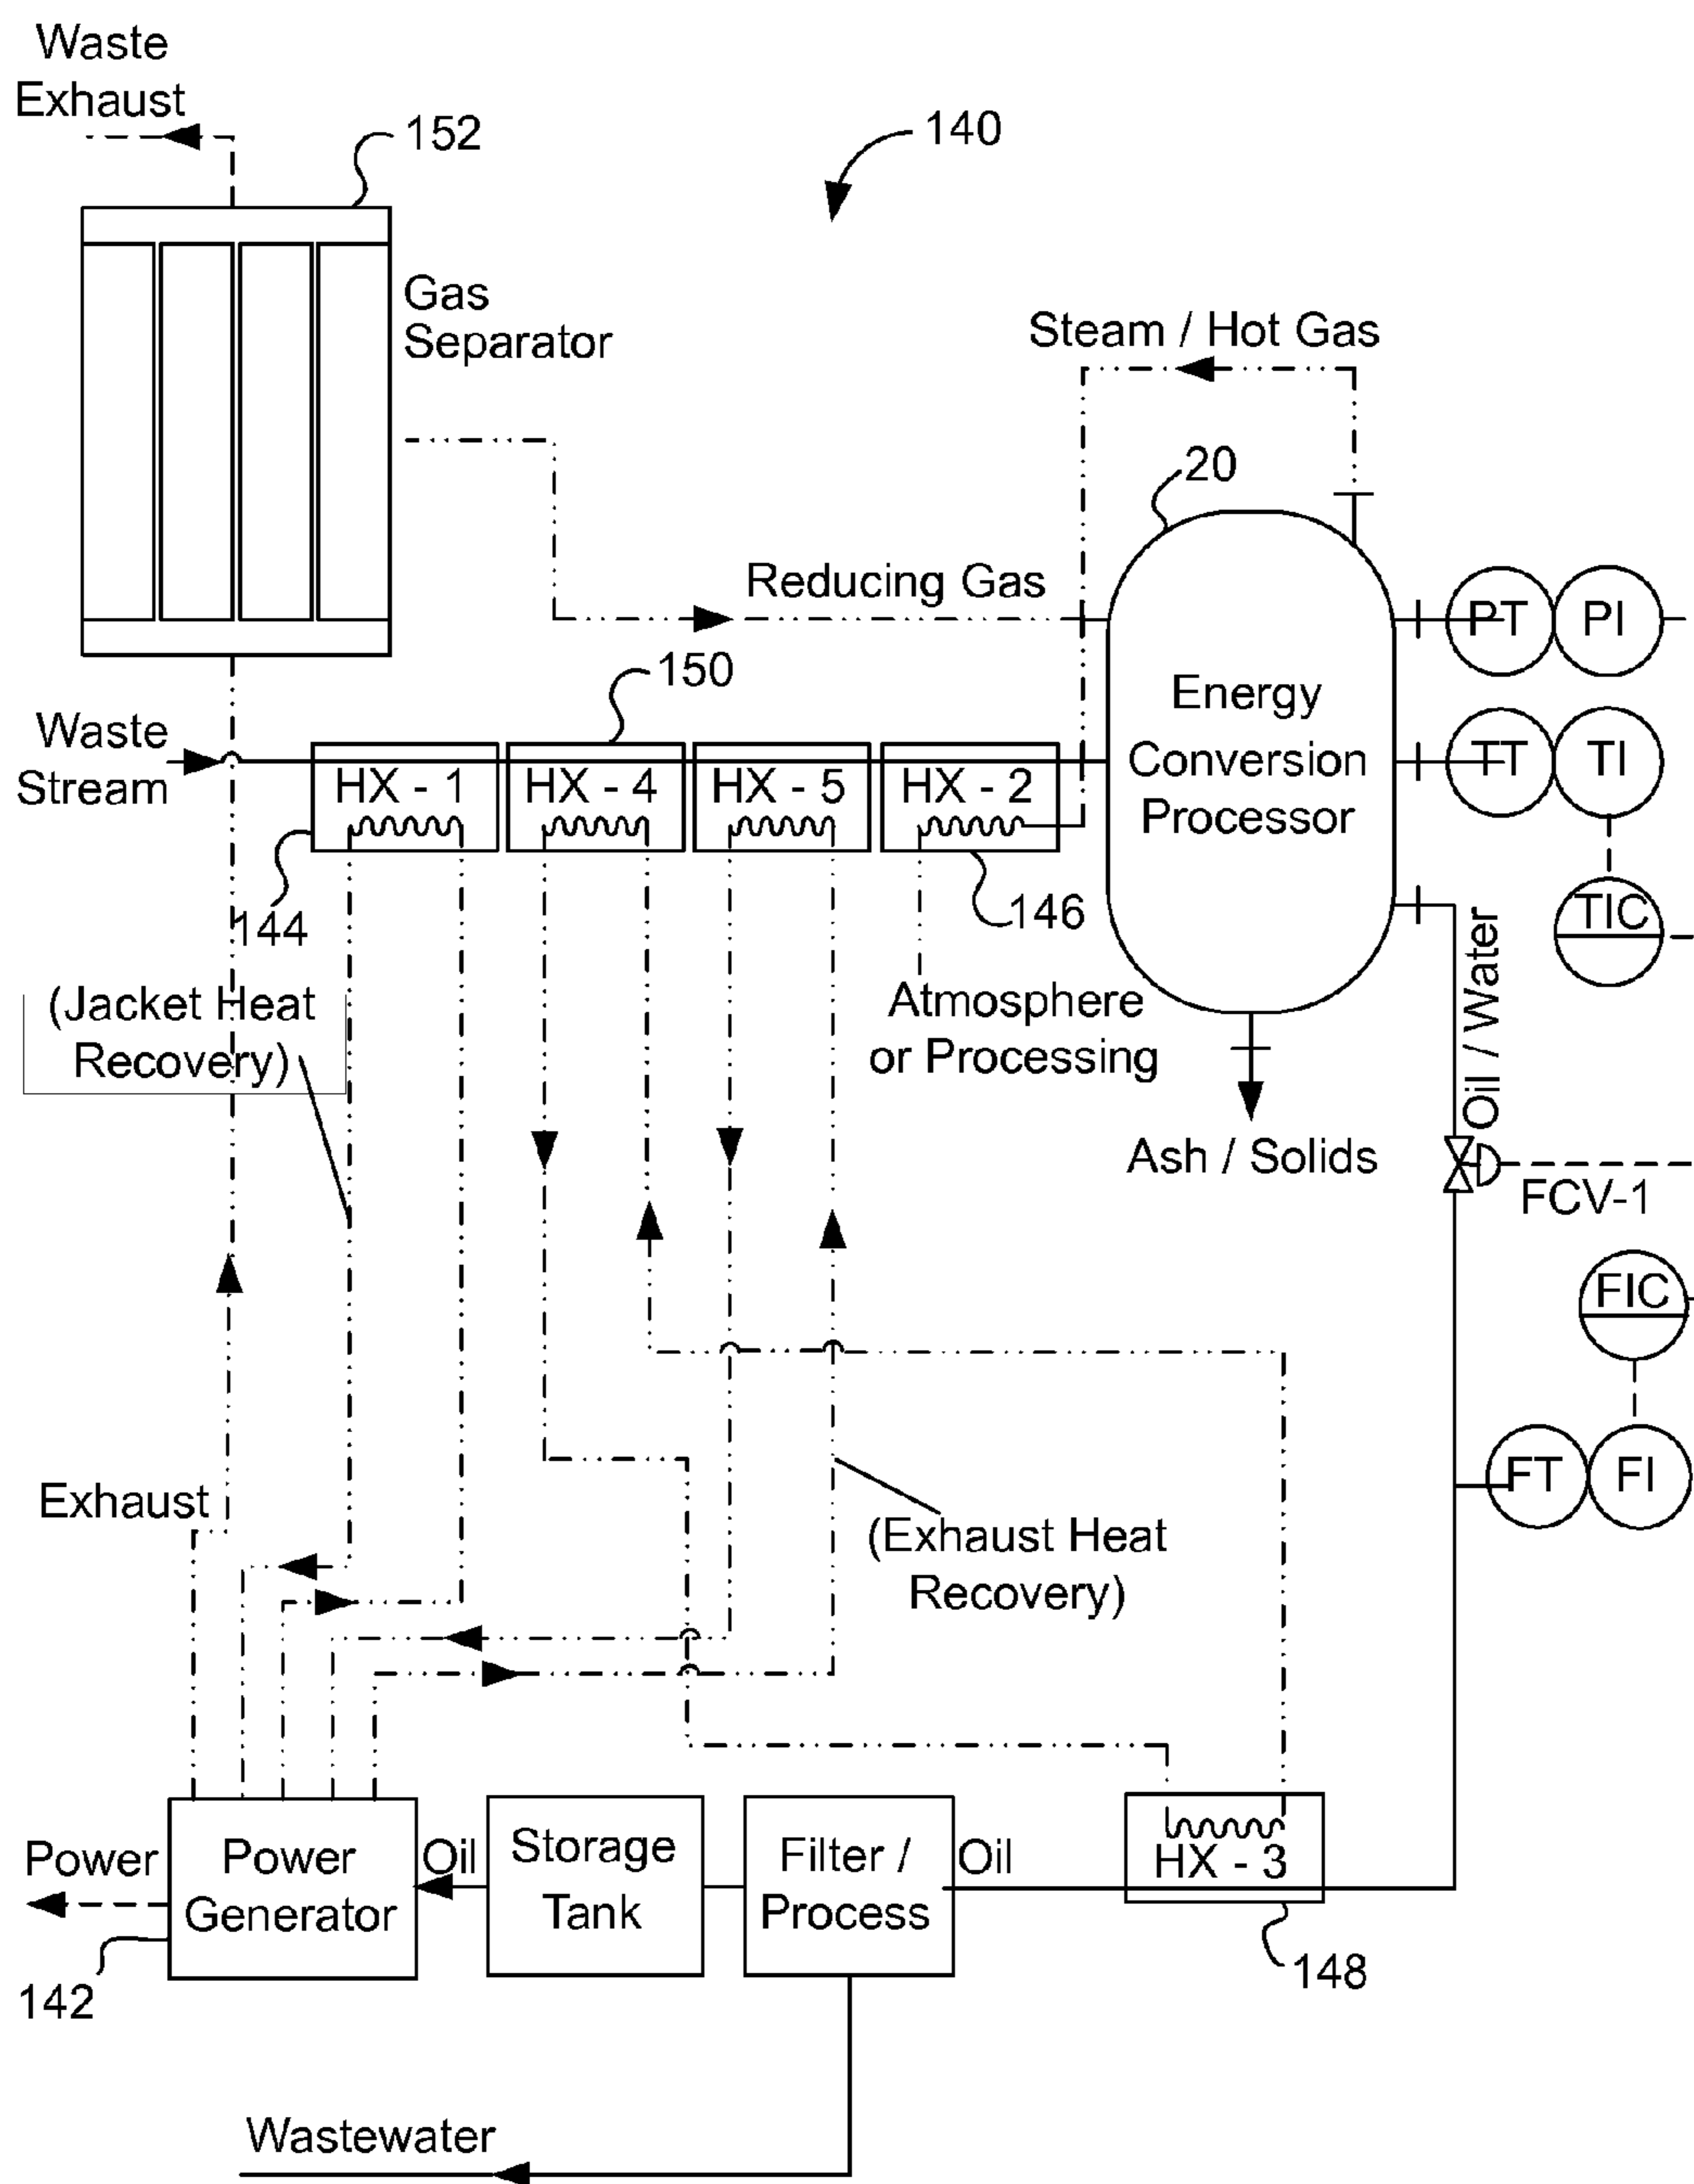 Waste
Exhaust
152
140
Gas
Separator
Steam / Hot Gas
20
Reducing Gas
PT
PI
150
Waste
Stream
HX - 1
HX - 4
HX - 5
HX - 2
Energy
Conversion
Processor
TT
TI
144
146
TIC
(Jacket Heat
Recovery)
Atmosphere
or Processing
Oil / Water
Ash / Solids
FCV-1
FIC
Exhaust
FT
FI
(Exhaust Heat
Recovery)
Power
Power
Generator
Oil
Storage
Tank
Filter /
Process
Oil
HX - 3
142
148
Wastewater